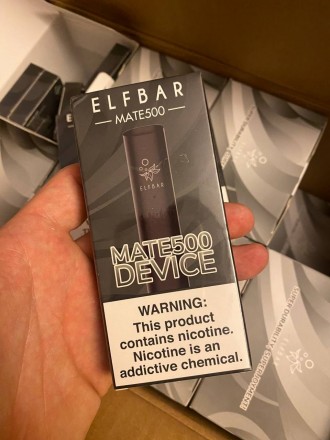 ELFBAR
MATE500
ELFBAR
MATE500
DEVICE
WARNING:
This product
contains nicotine.
Nicotine is an
addictive chemical.